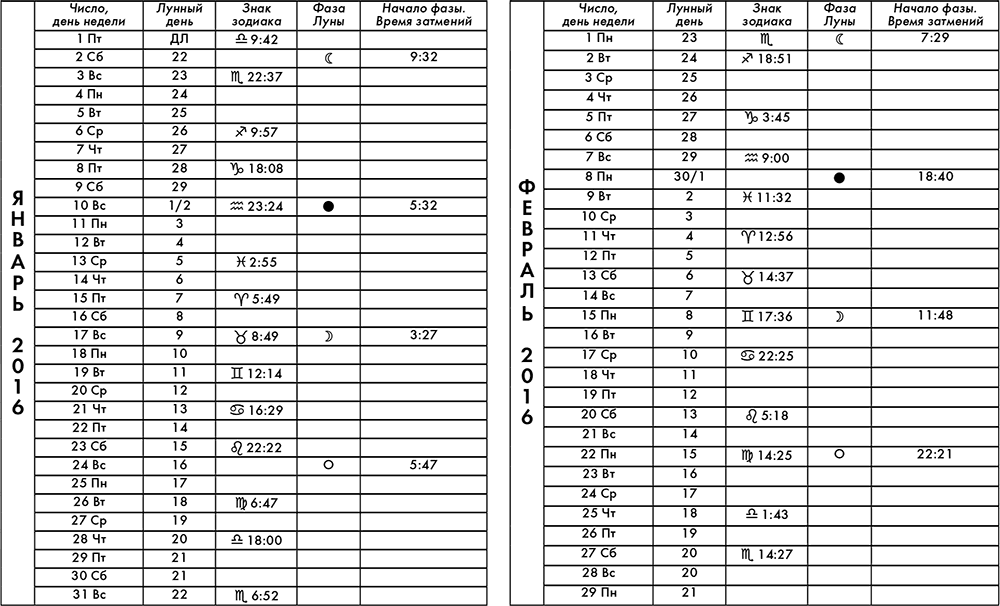 ЯНВАРЬ 2016
Число, день недели | Лунный день | Знак зодиака | Фаза Луны | Начало фазы. Время затмений
1 Пт | ДЛ | ♎ 9:42
2 Сб | 22 | | ☾ | 9:32
3 Вс | 23 | ♏ 22:37
4 Пн | 24
5 Вт | 25
6 Ср | 26 | ♐ 9:57
7 Чт | 27
8 Пт | 28 | ♑ 18:08
9 Сб | 29
10 Вс | 1/2 | ♒ 23:24 | ● | 5:32
11 Пн | 3
12 Вт | 4
13 Ср | 5 | ♓ 2:55
14 Чт | 6
15 Пт | 7 | ♈ 5:49
16 Сб | 8
17 Вс | 9 | ♉ 8:49 | ☽ | 3:27
18 Пн | 10
19 Вт | 11 | ♊ 12:14
20 Ср | 12
21 Чт | 13 | ♋ 16:29
22 Пт | 14
23 Сб | 15 | ♌ 22:22
24 Вс | 16 | | ○ | 5:47
25 Пн | 17
26 Вт | 18 | ♍ 6:47
27 Ср | 19
28 Чт | 20 | ♎ 18:00
29 Пт | 21
30 Сб | 21
31 Вс | 22 | ♏ 6:52
ФЕВРАЛЬ 2016
Число, день недели | Лунный день | Знак зодиака | Фаза Луны | Начало фазы. Время затмений
1 Пн | 23 | ♏ | ☾ | 7:29
2 Вт | 24 | ♐ 18:51
3 Ср | 25
4 Чт | 26
5 Пт | 27 | ♑ 3:45
6 Сб | 28
7 Вс | 29 | ♒ 9:00
8 Пн | 30/1 | | ● | 18:40
9 Вт | 2 | ♓ 11:32
10 Ср | 3
11 Чт | 4 | ♈ 12:56
12 Пт | 5
13 Сб | 6 | ♉ 14:37
14 Вс | 7
15 Пн | 8 | ♊ 17:36 | ☽ | 11:48
16 Вт | 9
17 Ср | 10 | ♋ 22:25
18 Чт | 11
19 Пт | 12
20 Сб | 13 | ♌ 5:18
21 Вс | 14
22 Пн | 15 | ♍ 14:25 | ○ | 22:21
23 Вт | 16
24 Ср | 17
25 Чт | 18 | ♎ 1:43
26 Пт | 19
27 Сб | 20 | ♏ 14:27
28 Вс | 20
29 Пн | 21